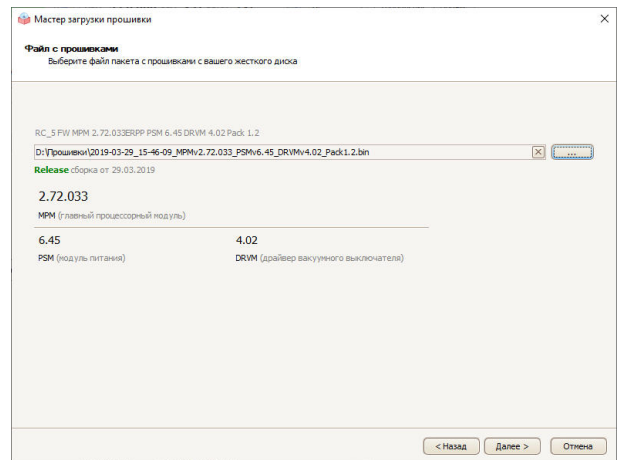 Мастер загрузки прошивки
Файл с прошивками
Выберите файл пакета с прошивками с вашего жесткого диска
RC_5 FW MPM 2.72.033ERPP PSM 6.45 DRVM 4.02 Pack 1.2
D:\Прошивки\2019-03-29_15-46-09_MPMv2.72.033_PSMv6.45_DRVMv4.02_Pack1.2.bin
...
Release сборка от 29.03.2019
2.72.033
MPM (главный процессорный модуль)
6.45 4.02
PSM (модуль питания) DRVM (драйвер вакуумного выключателя)
< Назад Далее > Отмена